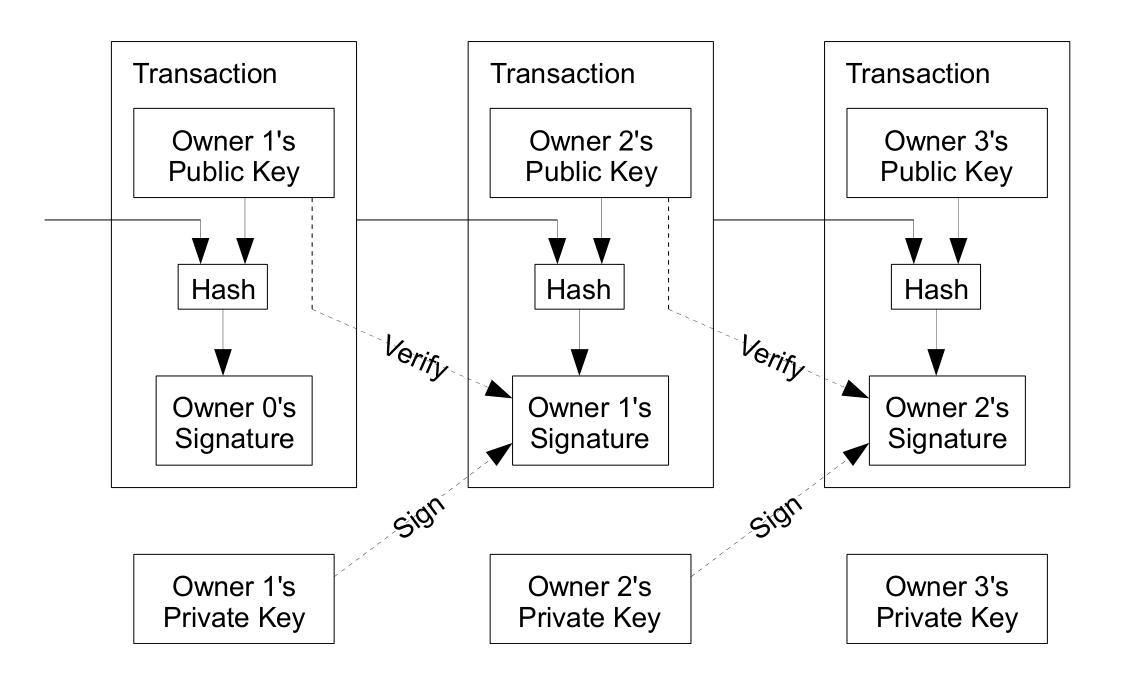 Transaction
Owner 1's
Public Key
Hash
Owner 0's
Signature
Transaction
Owner 2's
Public Key
Hash
Verify
Owner 1's
Signature
Sign
Transaction
Owner 3's
Public Key
Hash
Verify
Owner 2's
Signature
Sign
Owner 1's
Private Key
Owner 2's
Private Key
Owner 3's
Private Key